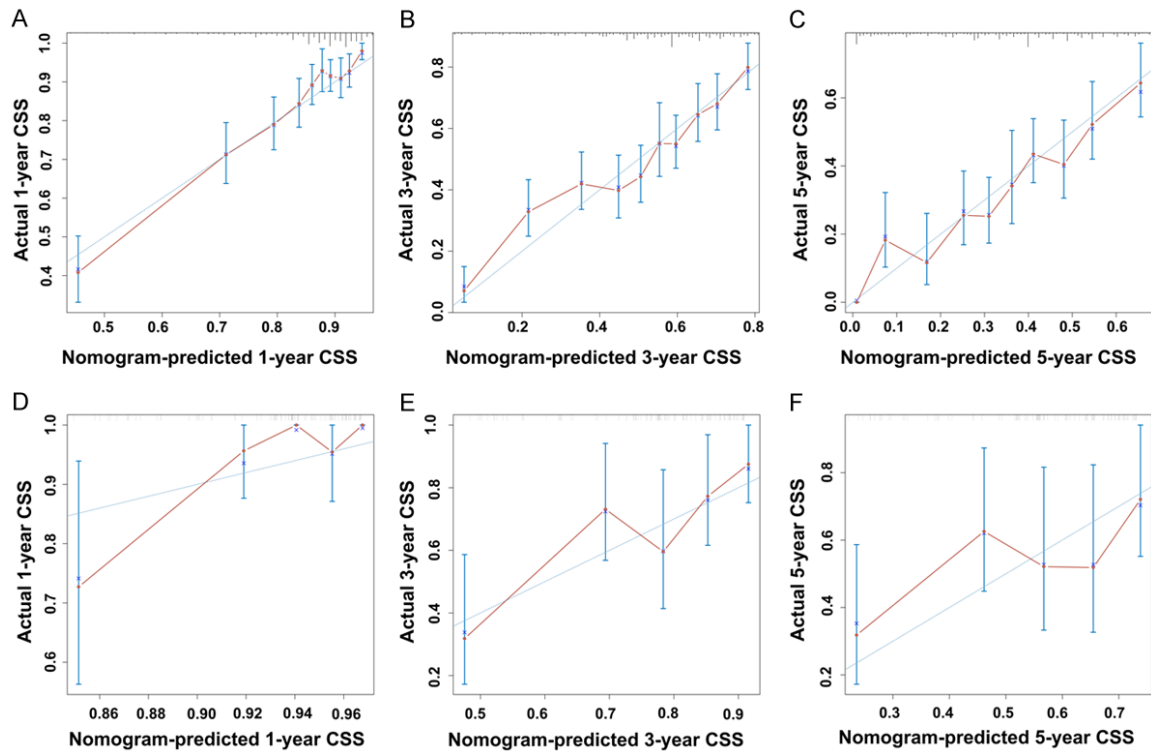 A
Actual 1-year CSS
1.0
0.9
0.8
0.7
0.6
0.5
0.4
0.5 0.6 0.7 0.8 0.9
Nomogram-predicted 1-year CSS
B
Actual 3-year CSS
0.8
0.6
0.4
0.2
0.0
0.2 0.4 0.6 0.8
Nomogram-predicted 3-year CSS
C
Actual 5-year CSS
0.6
0.4
0.2
0.0
0.0 0.1 0.2 0.3 0.4 0.5 0.6
Nomogram-predicted 5-year CSS
D
Actual 1-year CSS
1.0
0.9
0.8
0.7
0.6
0.86 0.88 0.90 0.92 0.94 0.96
Nomogram-predicted 1-year CSS
E
Actual 3-year CSS
1.0
0.8
0.6
0.4
0.2
0.5 0.6 0.7 0.8 0.9
Nomogram-predicted 3-year CSS
F
Actual 5-year CSS
0.8
0.6
0.4
0.2
0.3 0.4 0.5 0.6 0.7
Nomogram-predicted 5-year CSS